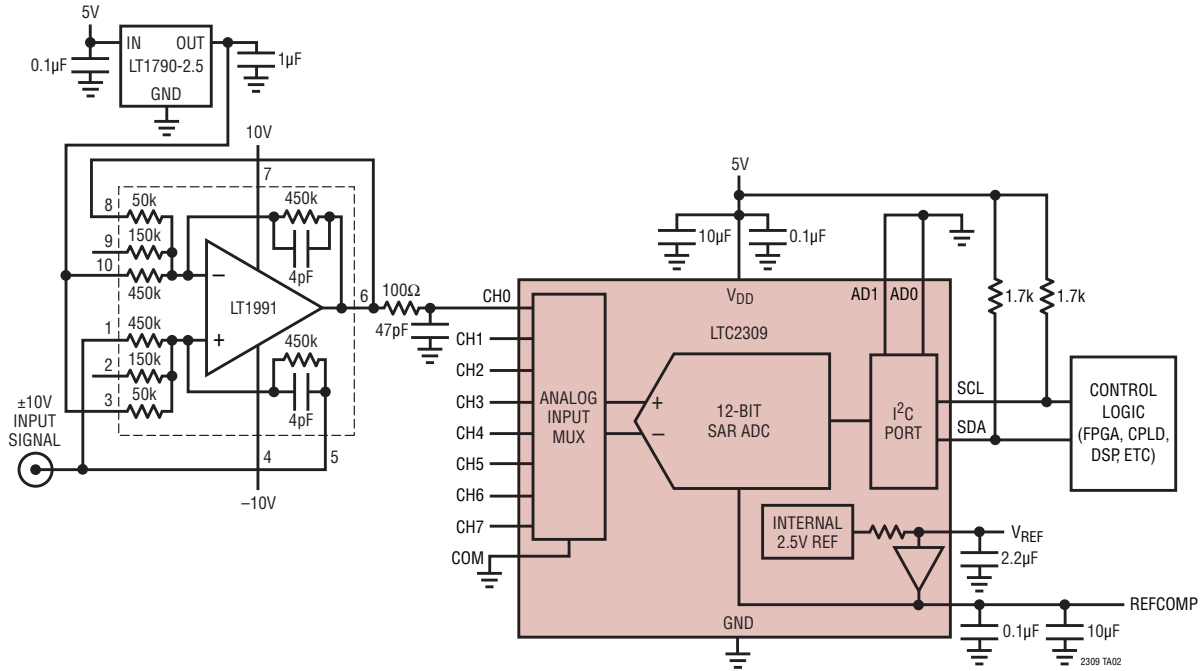 5V
IN OUT
0.1µF
LT1790-2.5
1µF
GND
10V
7
8 50k
450k
9 150k
10
450k
4pF
–
LT1991
6
100Ω
47pF
1 450k
+
2 150k
450k
3 50k
4pF
±10V
INPUT
SIGNAL
4
5
–10V
5V
10µF
0.1µF
VDD
AD1 AD0
LTC2309
1.7k
1.7k
CH0
CH1
CH2
CH3
CH4
CH5
CH6
CH7
COM
ANALOG
INPUT
MUX
+
–
12-BIT
SAR ADC
I2C
PORT
SCL
SDA
CONTROL
LOGIC
(FPGA, CPLD,
DSP, ETC)
INTERNAL
2.5V REF
VREF
2.2µF
REFCOMP
GND
0.1µF
10µF
2309 TA02